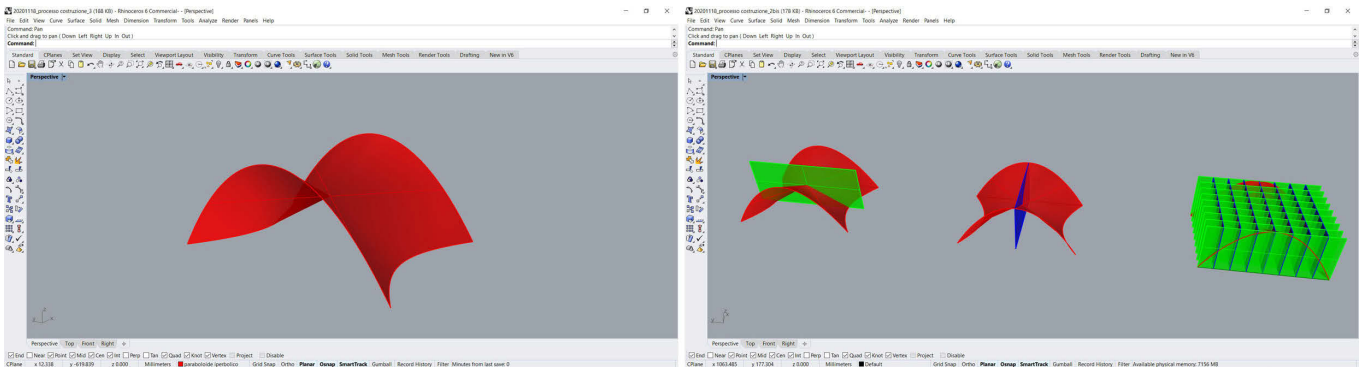 20201118_processo costruzione_3 (188 KB) - Rhinoceros 6 Commercial- - [Perspective]
File Edit View Curve Surface Solid Mesh Dimension Transform Tools Analyze Render Panels Help
Command: Pan
Click and drag to pan ( Down Left Right Up In Out )
Command:
Standard CPlanes Set View Display Select Viewport Layout Visibility Transform Curve Tools Surface Tools Solid Tools Mesh Tools Render Tools Drafting New in V6
Perspective
z
y
x
Perspective Top Front Right
End Near Point Mid Cen Int Perp Tan Quad Knot Vertex Project Disable
CPlane x 12.338 y -619.839 z 0.000 Millimeters paraboloide iperbolico Grid Snap Ortho Planar Osnap SmartTrack Gumball Record History Filter Minutes from last save: 0
20201118_processo costruzione_2bis (178 KB) - Rhinoceros 6 Commercial- - [Perspective]
File Edit View Curve Surface Solid Mesh Dimension Transform Tools Analyze Render Panels Help
Command: Pan
Click and drag to pan ( Down Left Right Up In Out )
Command:
Standard CPlanes Set View Display Select Viewport Layout Visibility Transform Curve Tools Surface Tools Solid Tools Mesh Tools Render Tools Drafting New in V6
Perspective
Perspective Top Front Right
End Near Point Mid Cen Int Perp Tan Quad Knot Vertex Project Disable
CPlane x 1063.485 y 177.304 z 0.000 Millimeters Default Grid Snap Ortho Planar Osnap SmartTrack Gumball Record History Filter Available physical memory: 7156 MB